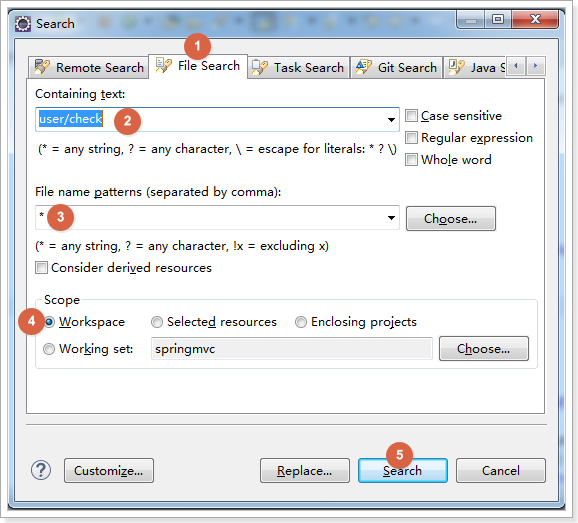 Search
1
Remote Search File Search Task Search Git Search Java S
Containing text:
user/check 2
Case sensitive
Regular expression
(* = any string, ? = any character, \ = escape for literals: * ? \)
Whole word
File name patterns (separated by comma):
* 3 Choose...
(* = any string, ? = any character, !x = excluding x)
Consider derived resources
Scope
4 Workspace Selected resources Enclosing projects
Working set: springmvc Choose...
5
? Customize... Replace... Search Cancel